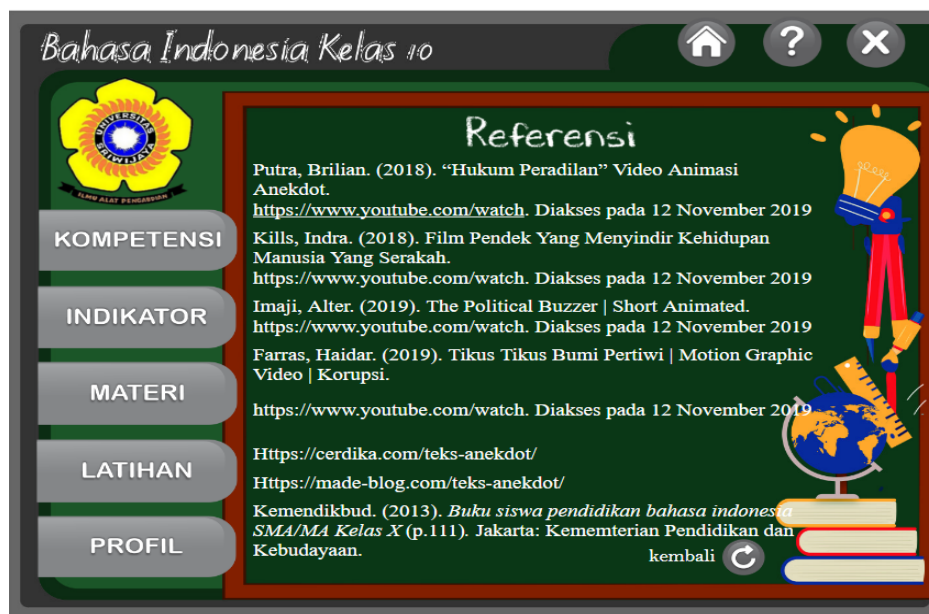 Bahasa Indonesia Kelas 10
?
UNIVERSITAS
SRIWIJAYA
ILMU ALAT PENGABDIAN
KOMPETENSI
INDIKATOR
MATERI
LATIHAN
PROFIL
Referensi
Putra, Brilian. (2018). “Hukum Peradilan” Video Animasi
Anekdot.
https://www.youtube.com/watch. Diakses pada 12 November 2019
Kills, Indra. (2018). Film Pendek Yang Menyindir Kehidupan
Manusia Yang Serakah.
https://www.youtube.com/watch. Diakses pada 12 November 2019
Imaji, Alter. (2019). The Political Buzzer | Short Animated.
https://www.youtube.com/watch. Diakses pada 12 November 2019
Farras, Haidar. (2019). Tikus Tikus Bumi Pertiwi | Motion Graphic
Video | Korupsi.
https://www.youtube.com/watch. Diakses pada 12 November 2019
Https://cerdika.com/teks-anekdot/
Https://made-blog.com/teks-anekdot/
Kemendikbud. (2013). Buku siswa pendidikan bahasa indonesia
SMA/MA Kelas X (p.111). Jakarta: Kememterian Pendidikan dan
Kebudayaan.
kembali